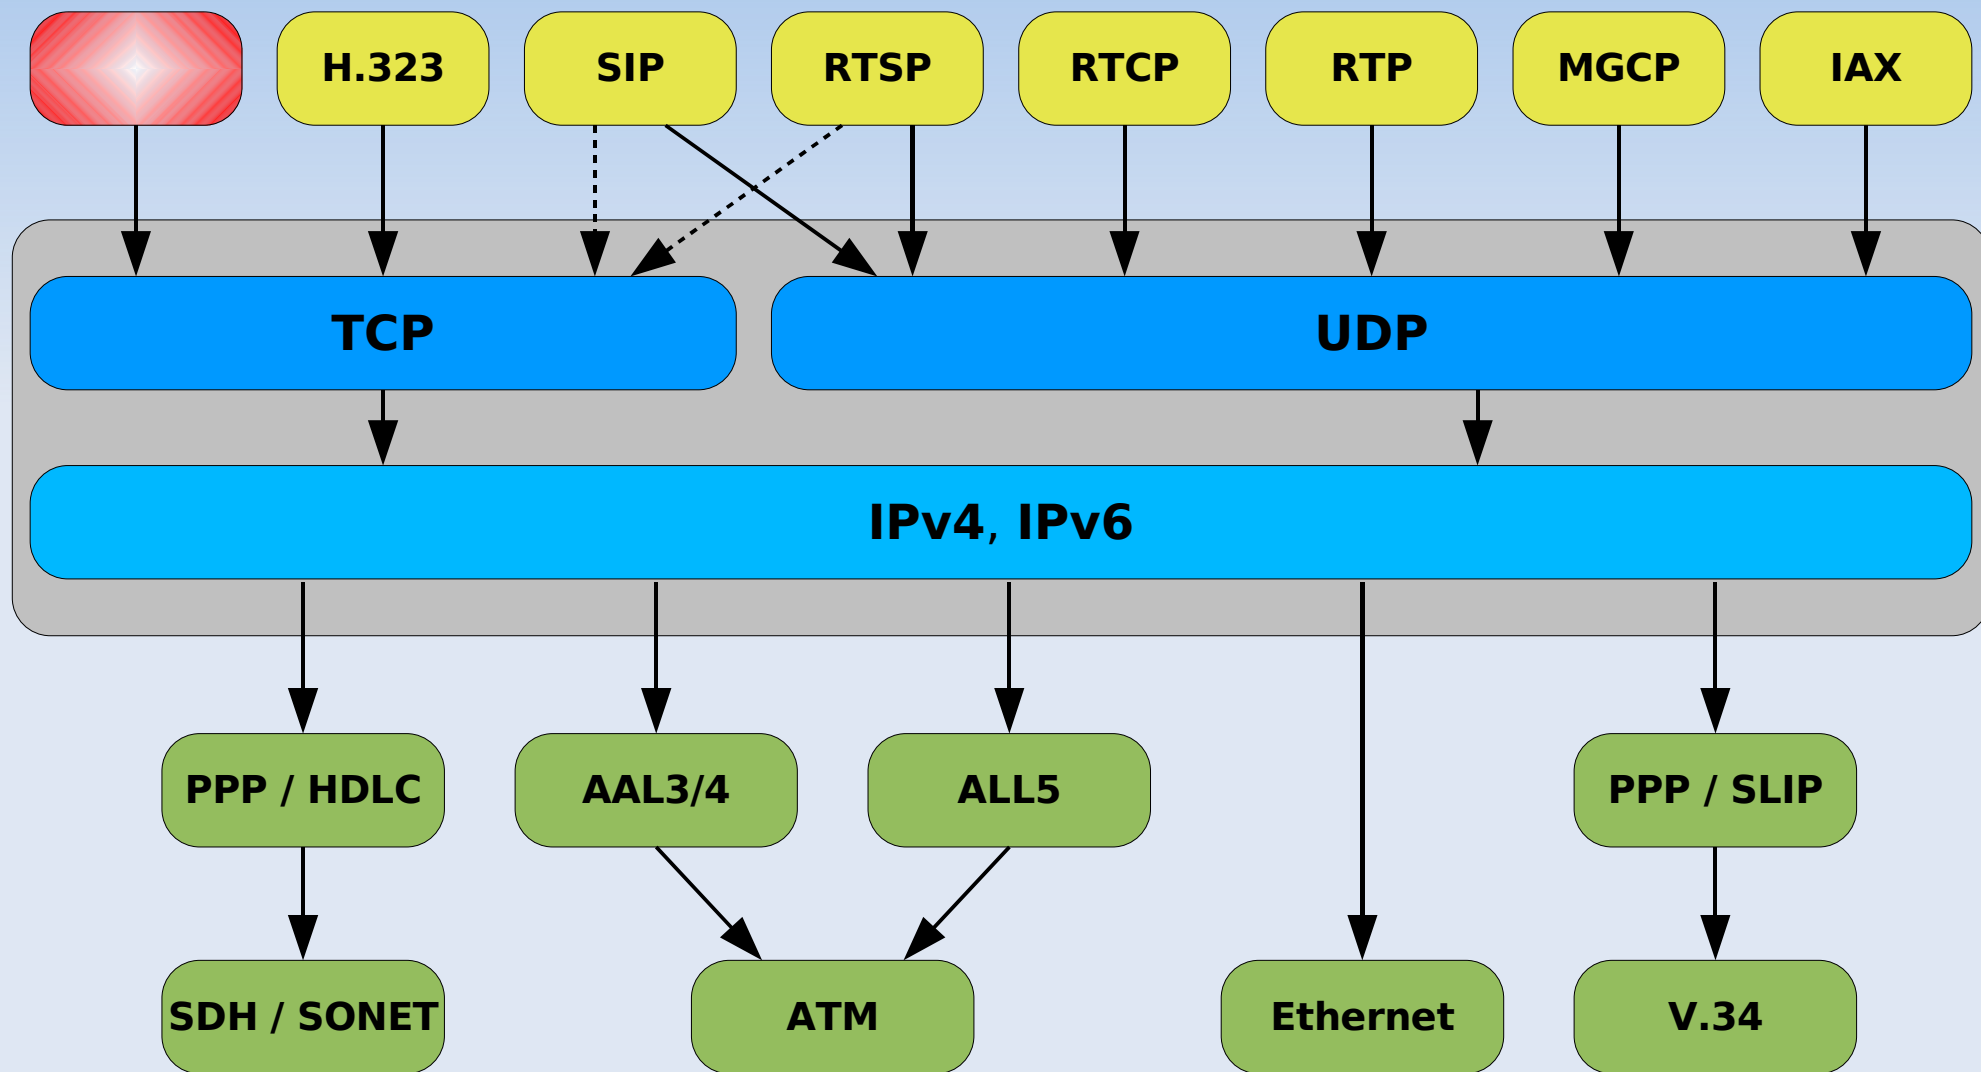 H.323
SIP
RTSP
RTCP
RTP
MGCP
IAX
TCP
UDP
IPv4, IPv6
PPP / HDLC
AAL3/4
ALL5
PPP / SLIP
SDH / SONET
ATM
Ethernet
V.34